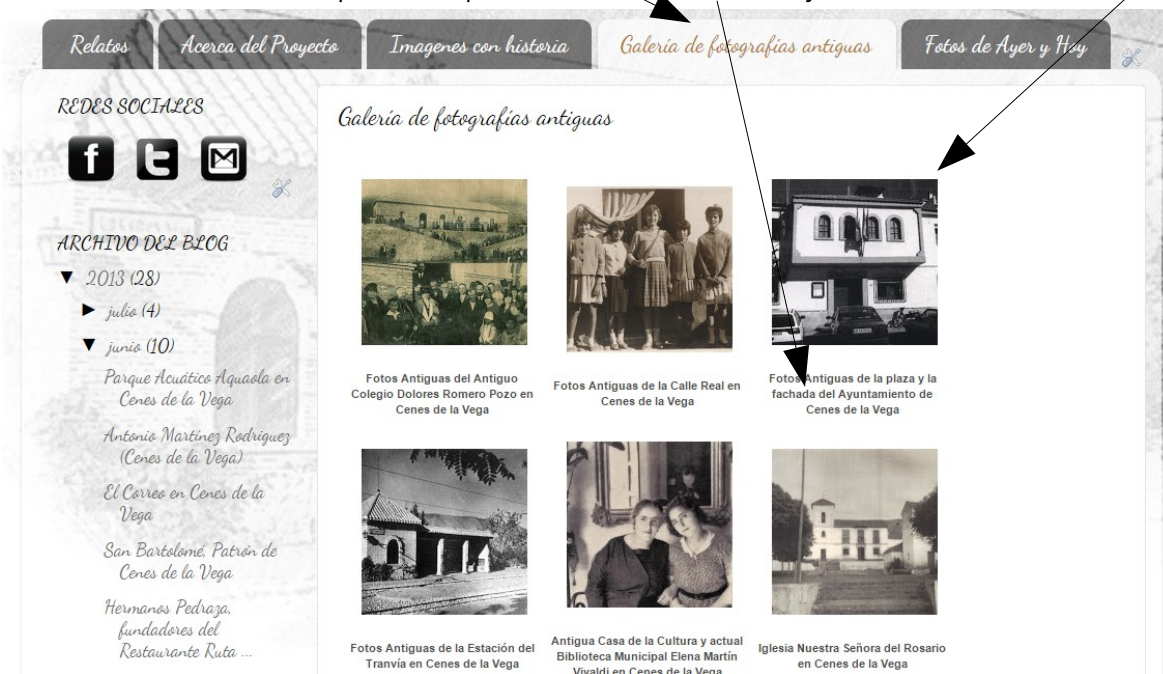 Relatos
Acerca del Proyecto
Imagenes con historia
Galería de fotografías antiguas
Fotos de Ayer y Hoy
REDES SOCIALES
Galería de fotografías antiguas
ARCHIVO DEL BLOG
▼ 2013 (28)
► julio (4)
▼ junio (10)
Parque Acuático Aquaola en
Cenes de la Vega
Antonio Martínez Rodríguez
(Cenes de la Vega)
El Correo en Cenes de la
Vega
San Bartolomé, Patrón de
Cenes de la Vega
Hermanos Pedraza,
fundadores del
Restaurante Ruta ...
Fotos Antiguas del Antiguo
Colegio Dolores Romero Pozo en
Cenes de la Vega
Fotos Antiguas de la Calle Real en
Cenes de la Vega
Fotos Antiguas de la plaza y la
fachada del Ayuntamiento de
Cenes de la Vega
Fotos Antiguas de la Estación del
Tranvía en Cenes de la Vega
Antigua Casa de la Cultura y actual
Biblioteca Municipal Elena Martín
Vivaldi en Cenes de la Vega
Iglesia Nuestra Señora del Rosario
en Cenes de la Vega